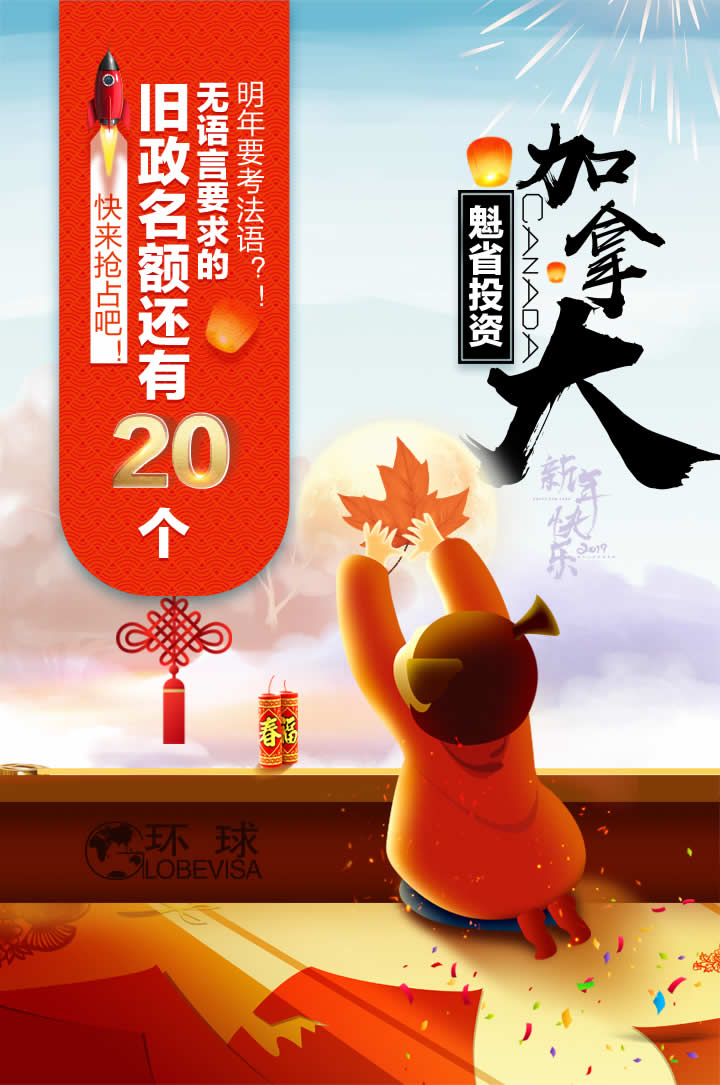 明年要考法语?!
无语言要求的
旧政名额还有
20
个
快来抢占吧!
加拿大
CANADA
魁省投资
新年快乐
2017
春
福
环球
GLOBEVISA